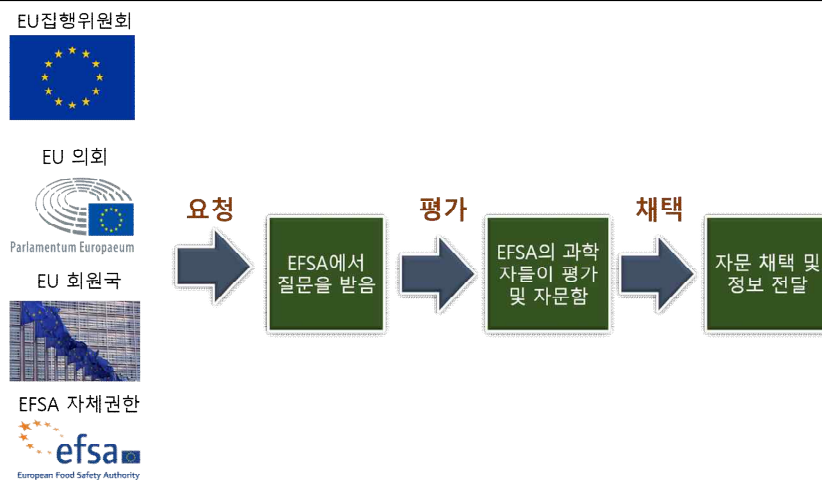 EU집행위원회
EU 의회
Parlamentum Europaeum
EU 회원국
EFSA 자체권한
efsa
European Food Safety Authority
요청
EFSA에서
질문을 받음
평가
EFSA의 과학
자들이 평가
및 자문함
채택
자문 채택 및
정보 전달